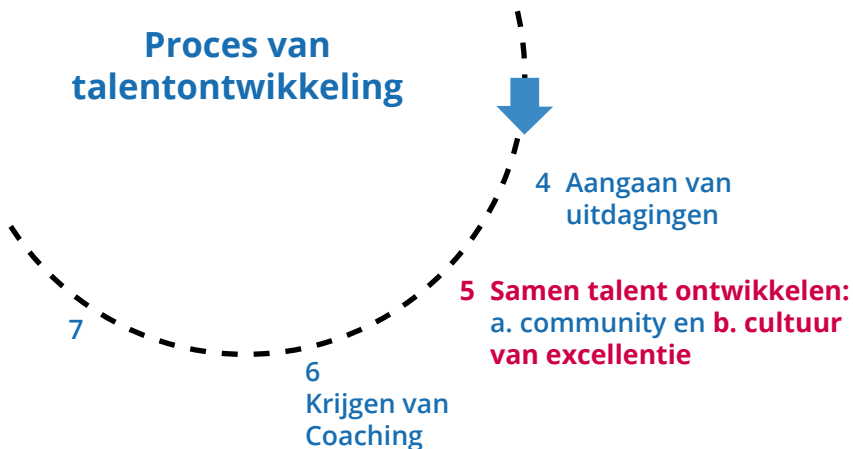 Proces van
talentontwikkeling
4 Aangaan van
uitdagingen
5 Samen talent ontwikkelen:
a. community en b. cultuur
van excellentie
6
Krijgen van
Coaching
7